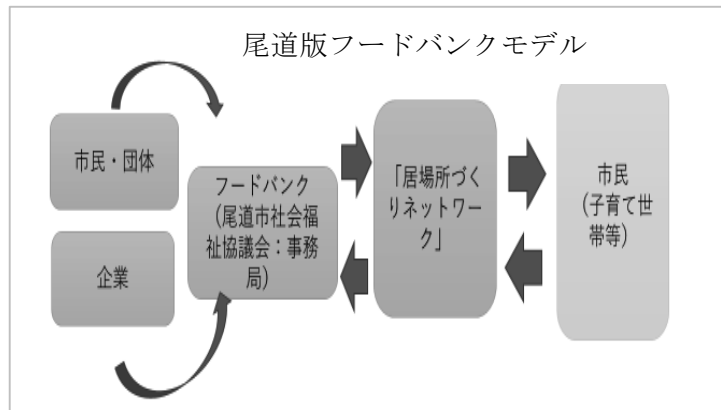 尾道版フードバンクモデル
市民・団体
企業
フードバンク
（尾道市社会福
祉協議会：事務
局）
「居場所づく
りネットワー
ク」
市民
（子育て世
帯等）